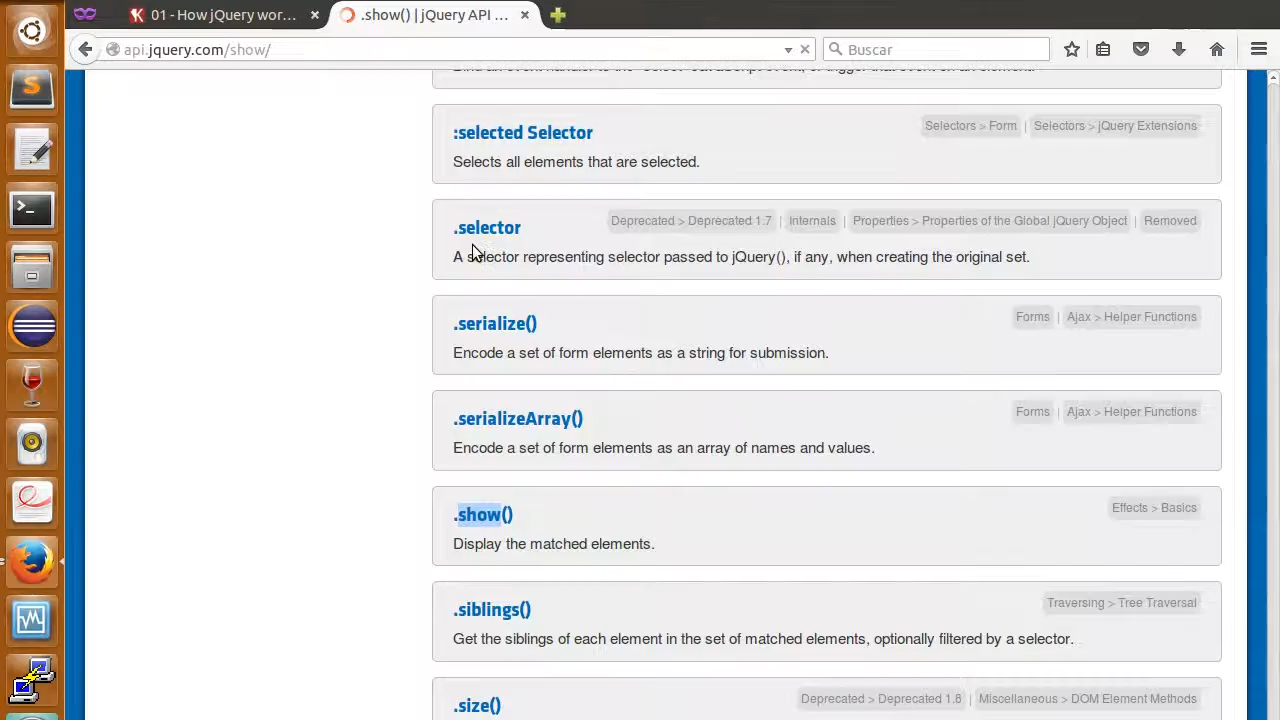 01 - How jQuery wor...
.show() | jQuery API ...
api.jquery.com/show/
Buscar
:selected Selector
Selectors > Form | Selectors > jQuery Extensions
Selects all elements that are selected.
.selector
Deprecated > Deprecated 1.7 | Internals | Properties > Properties of the Global jQuery Object | Removed
A selector representing selector passed to jQuery(), if any, when creating the original set.
.serialize()
Forms | Ajax > Helper Functions
Encode a set of form elements as a string for submission.
.serializeArray()
Forms | Ajax > Helper Functions
Encode a set of form elements as an array of names and values.
.show()
Effects > Basics
Display the matched elements.
.siblings()
Traversing > Tree Traversal
Get the siblings of each element in the set of matched elements, optionally filtered by a selector.
.size()
Deprecated > Deprecated 1.8 | Miscellaneous > DOM Element Methods